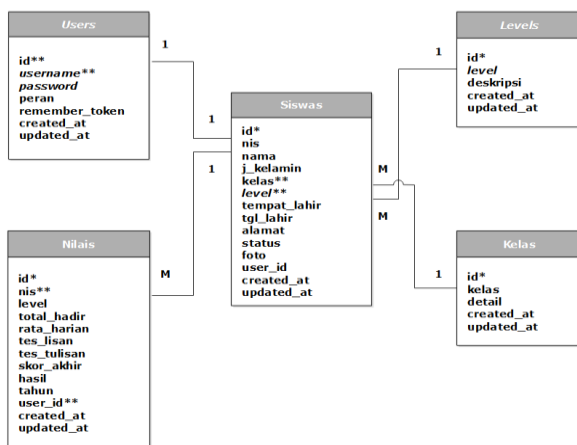 Users
id**
username**
password
peran
remember_token
created_at
updated_at
1
1
Siswas
id*
nis
nama
j_kelamin
kelas**
level**
tempat_lahir
tgl_lahir
alamat
status
foto
user_id
created_at
updated_at
1
M
Nilais
id*
nis**
level
total_hadir
rata_harian
tes_lisan
tes_tulisan
skor_akhir
hasil
tahun
user_id**
created_at
updated_at
Levels
id*
level
deskripsi
created_at
updated_at
1
M
M
1
Kelas
id*
kelas
detail
created_at
updated_at